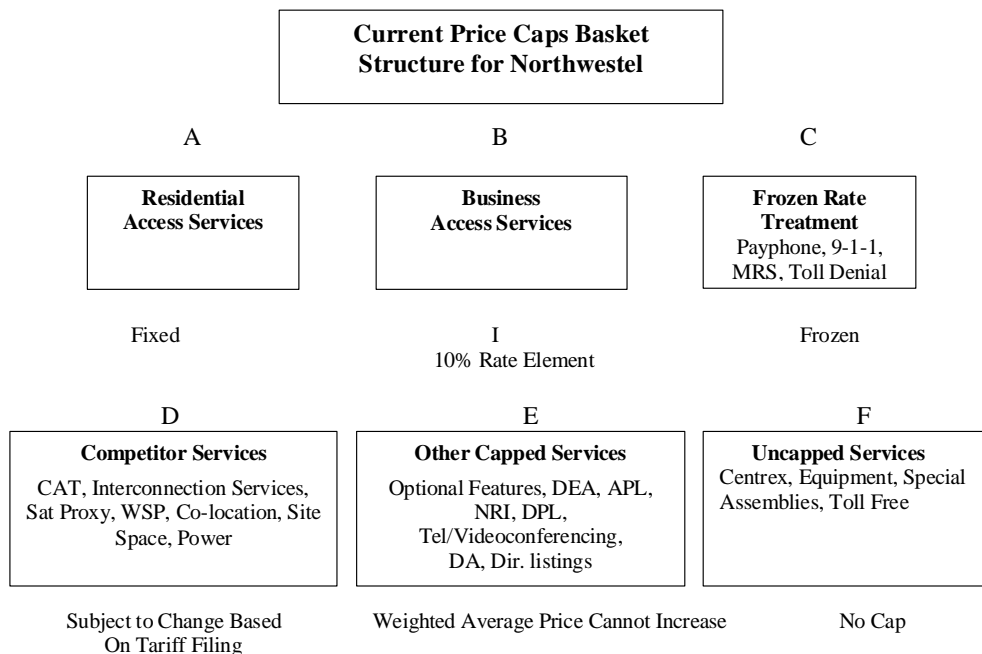 Current Price Caps Basket
Structure for Northwestel
A
B
C
Residential
Access Services
Business
Access Services
Frozen Rate
Treatment
Payphone, 9-1-1,
MRS, Toll Denial
Fixed
I
10% Rate Element
Frozen
D
E
F
Competitor Services
CAT, Interconnection Services,
Sat Proxy, WSP, Co-location, Site
Space, Power
Other Capped Services
Optional Features, DEA, APL,
NRI, DPL,
Tel/Videoconferencing,
DA, Dir. listings
Uncapped Services
Centrex, Equipment, Special
Assemblies, Toll Free
Subject to Change Based
On Tariff Filing
Weighted Average Price Cannot Increase
No Cap